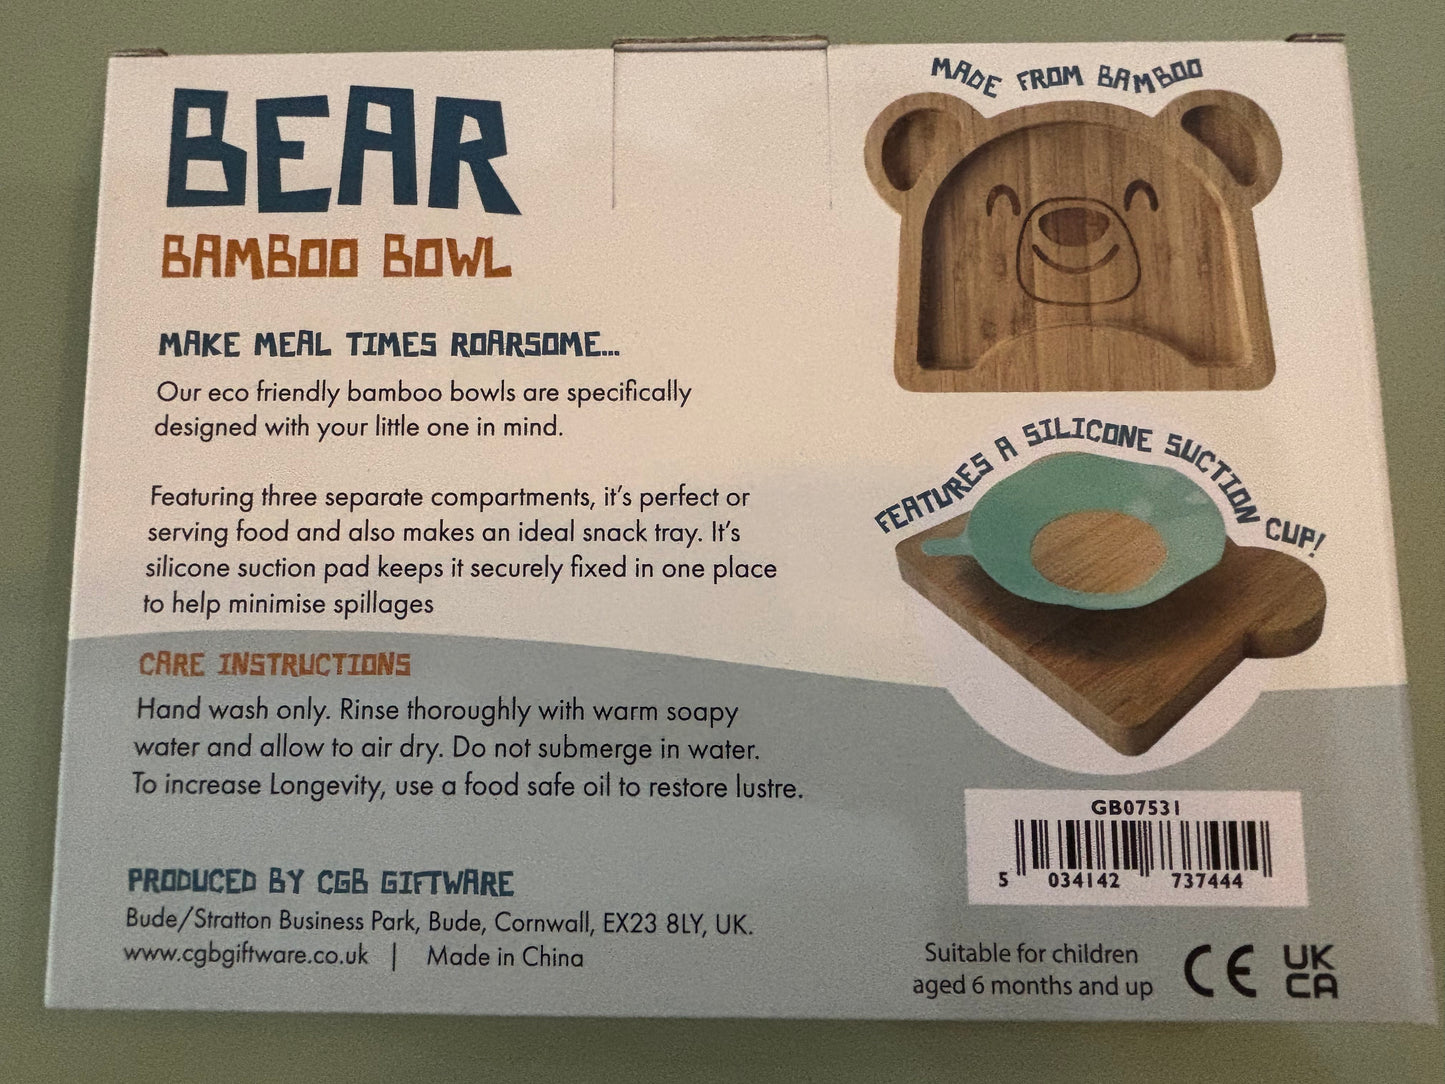 BEAR
BAMBOO BOWL
MAKE MEAL TIMES ROARSOME...
Our eco friendly bamboo bowls are specifically
designed with your little one in mind.
Featuring three separate compartments, it's perfect or
serving food and also makes an ideal snack tray. It's
silicone suction pad keeps it securely fixed in one place
to help minimise spillages
CARE INSTRUCTIONS
Hand wash only. Rinse thoroughly with warm soapy
water and allow to air dry. Do not submerge in water.
To increase Longevity, use a food safe oil to restore lustre.
PRODUCED BY CGB GIFTWARE
Bude/Stratton Business Park, Bude, Cornwall, EX23 8LY, UK.
www.cgbgiftware.co.uk | Made in China
MADE FROM BAMBOO
FEATURES A SILICONE SUCTION CUP!
GB07531
5 034142 737444
Suitable for children
aged 6 months and up
CE
UK
CA